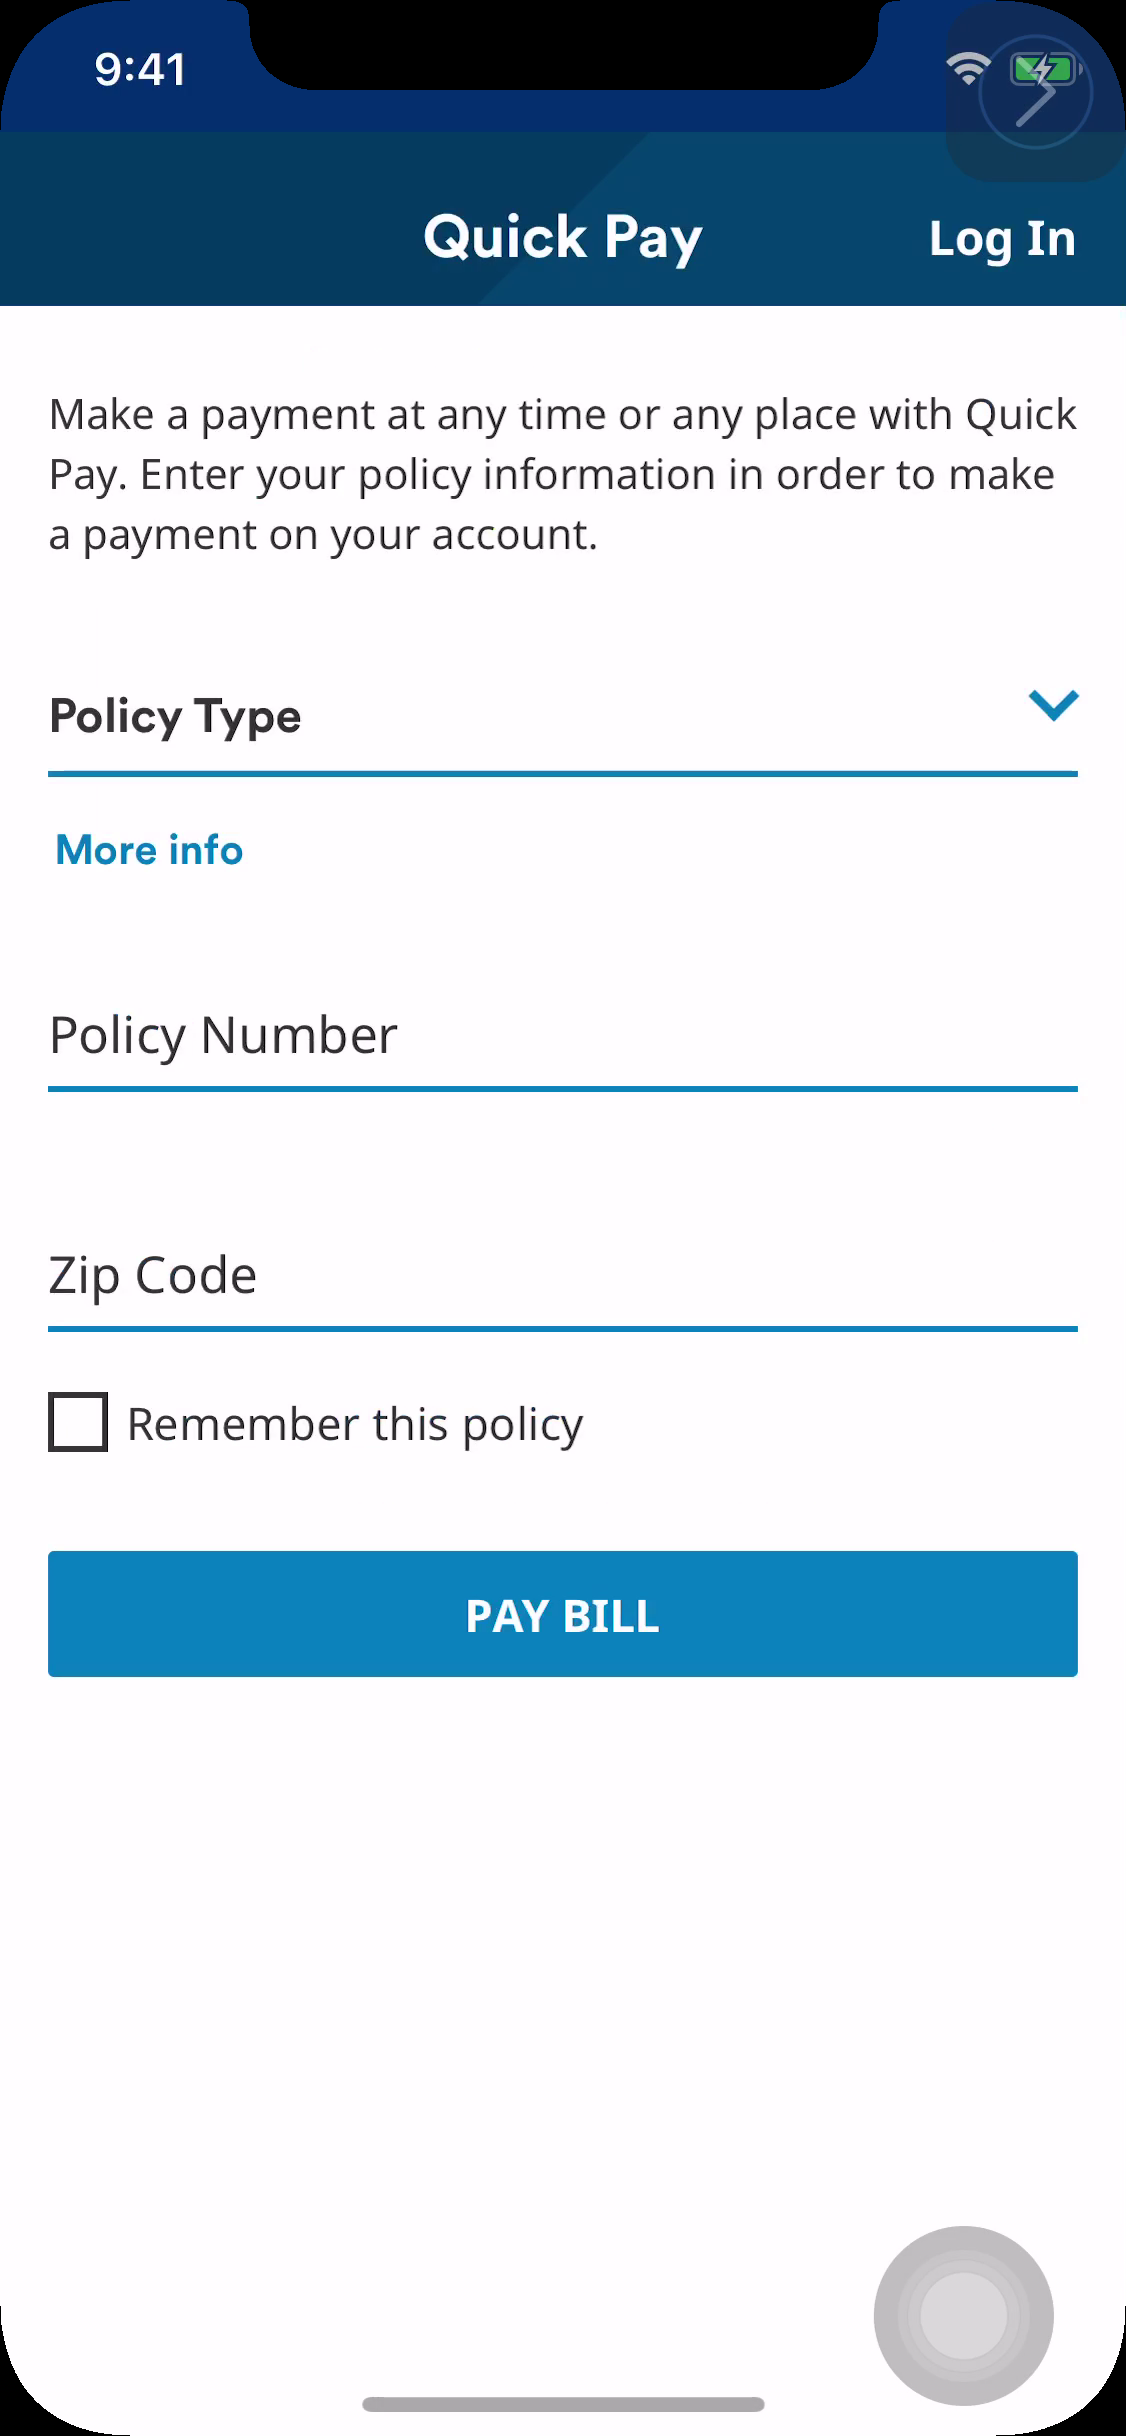 9:41
Quick Pay
Log In
Make a payment at any time or any place with Quick
Pay. Enter your policy information in order to make
a payment on your account.
Policy Type
More info
Policy Number
Zip Code
Remember this policy
PAY BILL